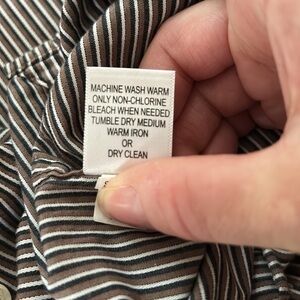 MACHINE WASH WARM
ONLY NON-CHLORINE
BLEACH WHEN NEEDED
TUMBLE DRY MEDIUM
WARM IRON
OR
DRY CLEAN